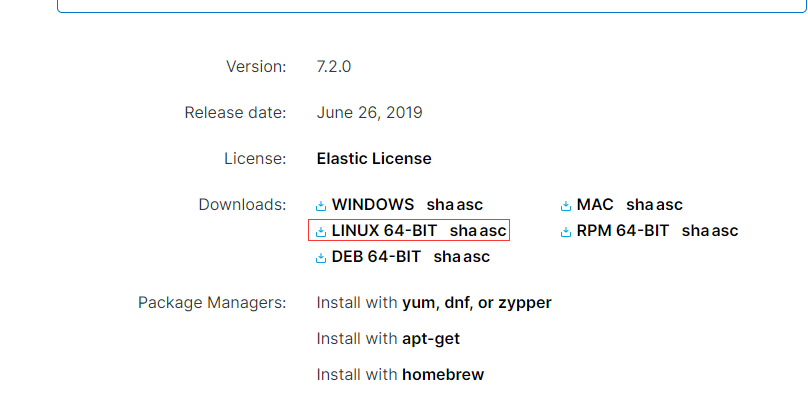 Version: 7.2.0
Release date: June 26, 2019
License: Elastic License
Downloads: WINDOWS sha asc MAC sha asc
LINUX 64-BIT sha asc RPM 64-BIT sha asc
DEB 64-BIT sha asc
Package Managers: Install with yum, dnf, or zypper
Install with apt-get
Install with homebrew